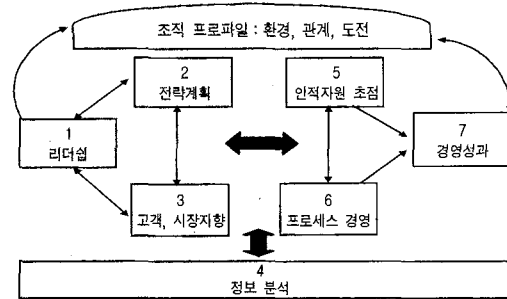 조직 프로파일 : 환경, 관계, 도전
2
전략계획
5
인적자원 초점
1
리더쉽
7
경영성과
3
고객, 시장지향
6
프로세스 경영
4
정보 분석